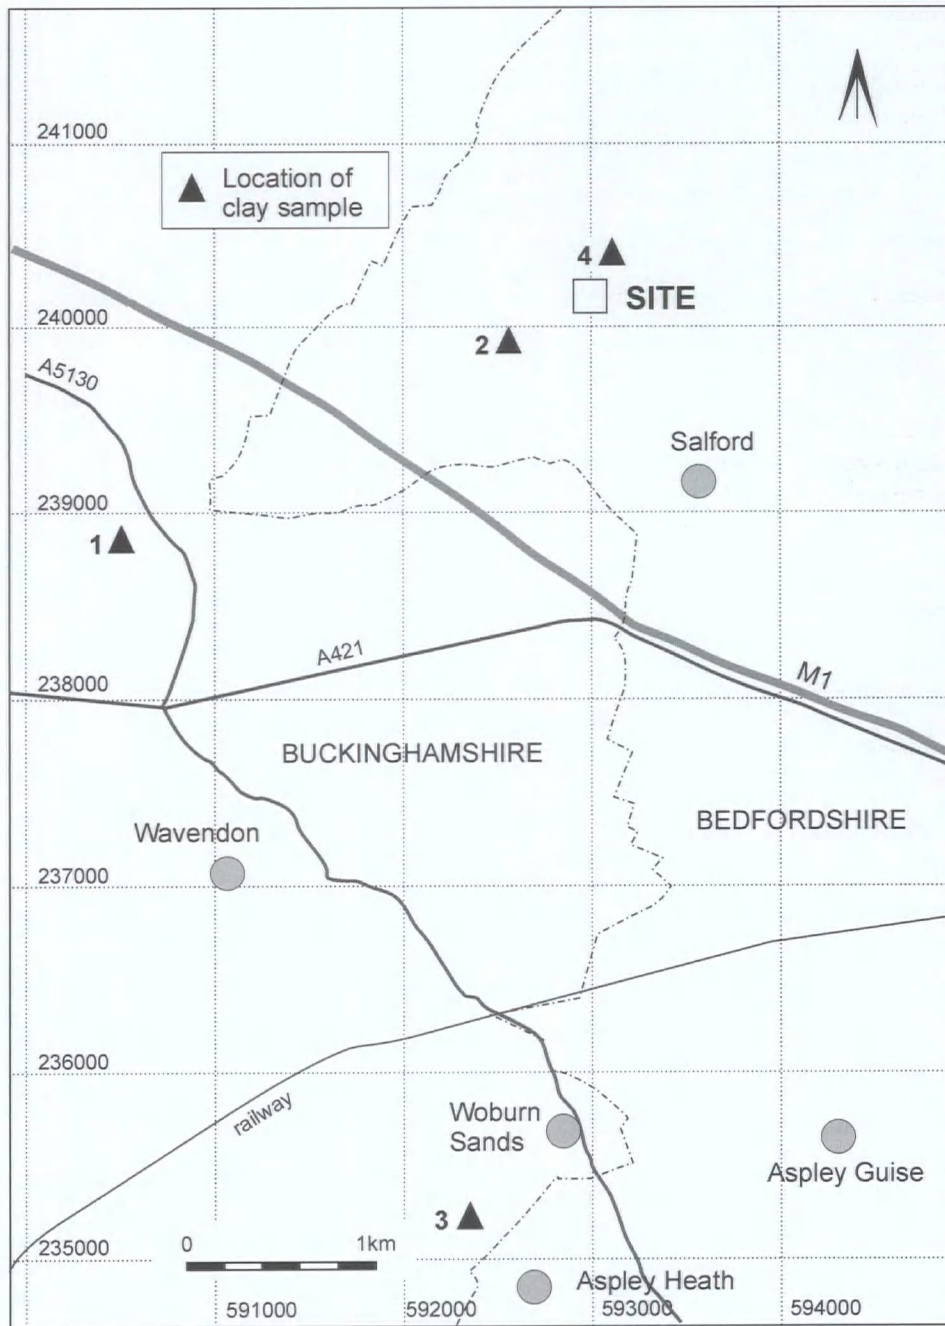 241000
Location of
clay sample
4
SITE
240000
2
A5130
Salford
239000
1
A421
M1
238000
BUCKINGHAMSHIRE
BEDFORDSHIRE
Wavendon
237000
236000
railway
Woburn
Sands
Aspley Guise
3
235000
0
1km
Aspley Heath
591000
592000
593000
594000